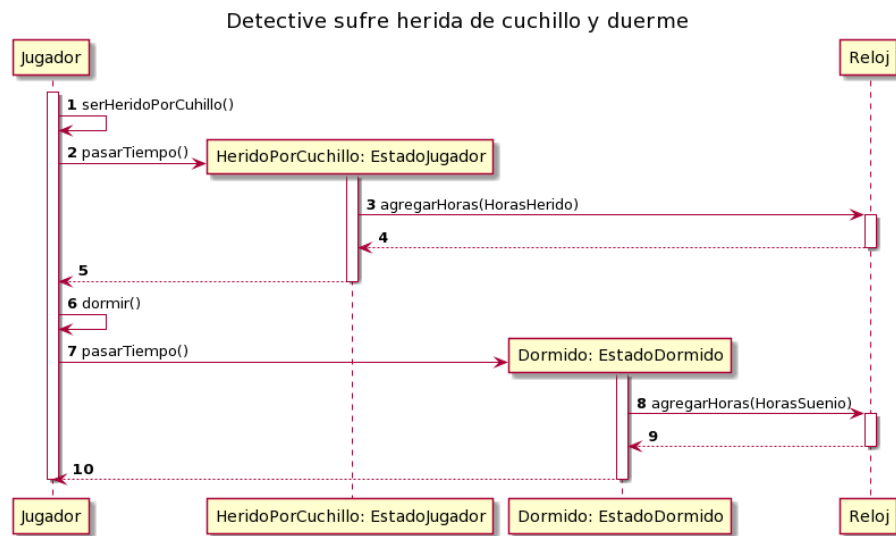 Detective sufre herida de cuchillo y duerme
Jugador
Reloj
1 serHeridoPorCuhillo()
2 pasarTiempo()
HeridoPorCuchillo: EstadoJugador
3 agregarHoras(HorasHerido)
4
5
6 dormir()
7 pasarTiempo()
Dormido: EstadoDormido
8 agregarHoras(HorasSuenio)
9
10
Jugador
HeridoPorCuchillo: EstadoJugador
Dormido: EstadoDormido
Reloj